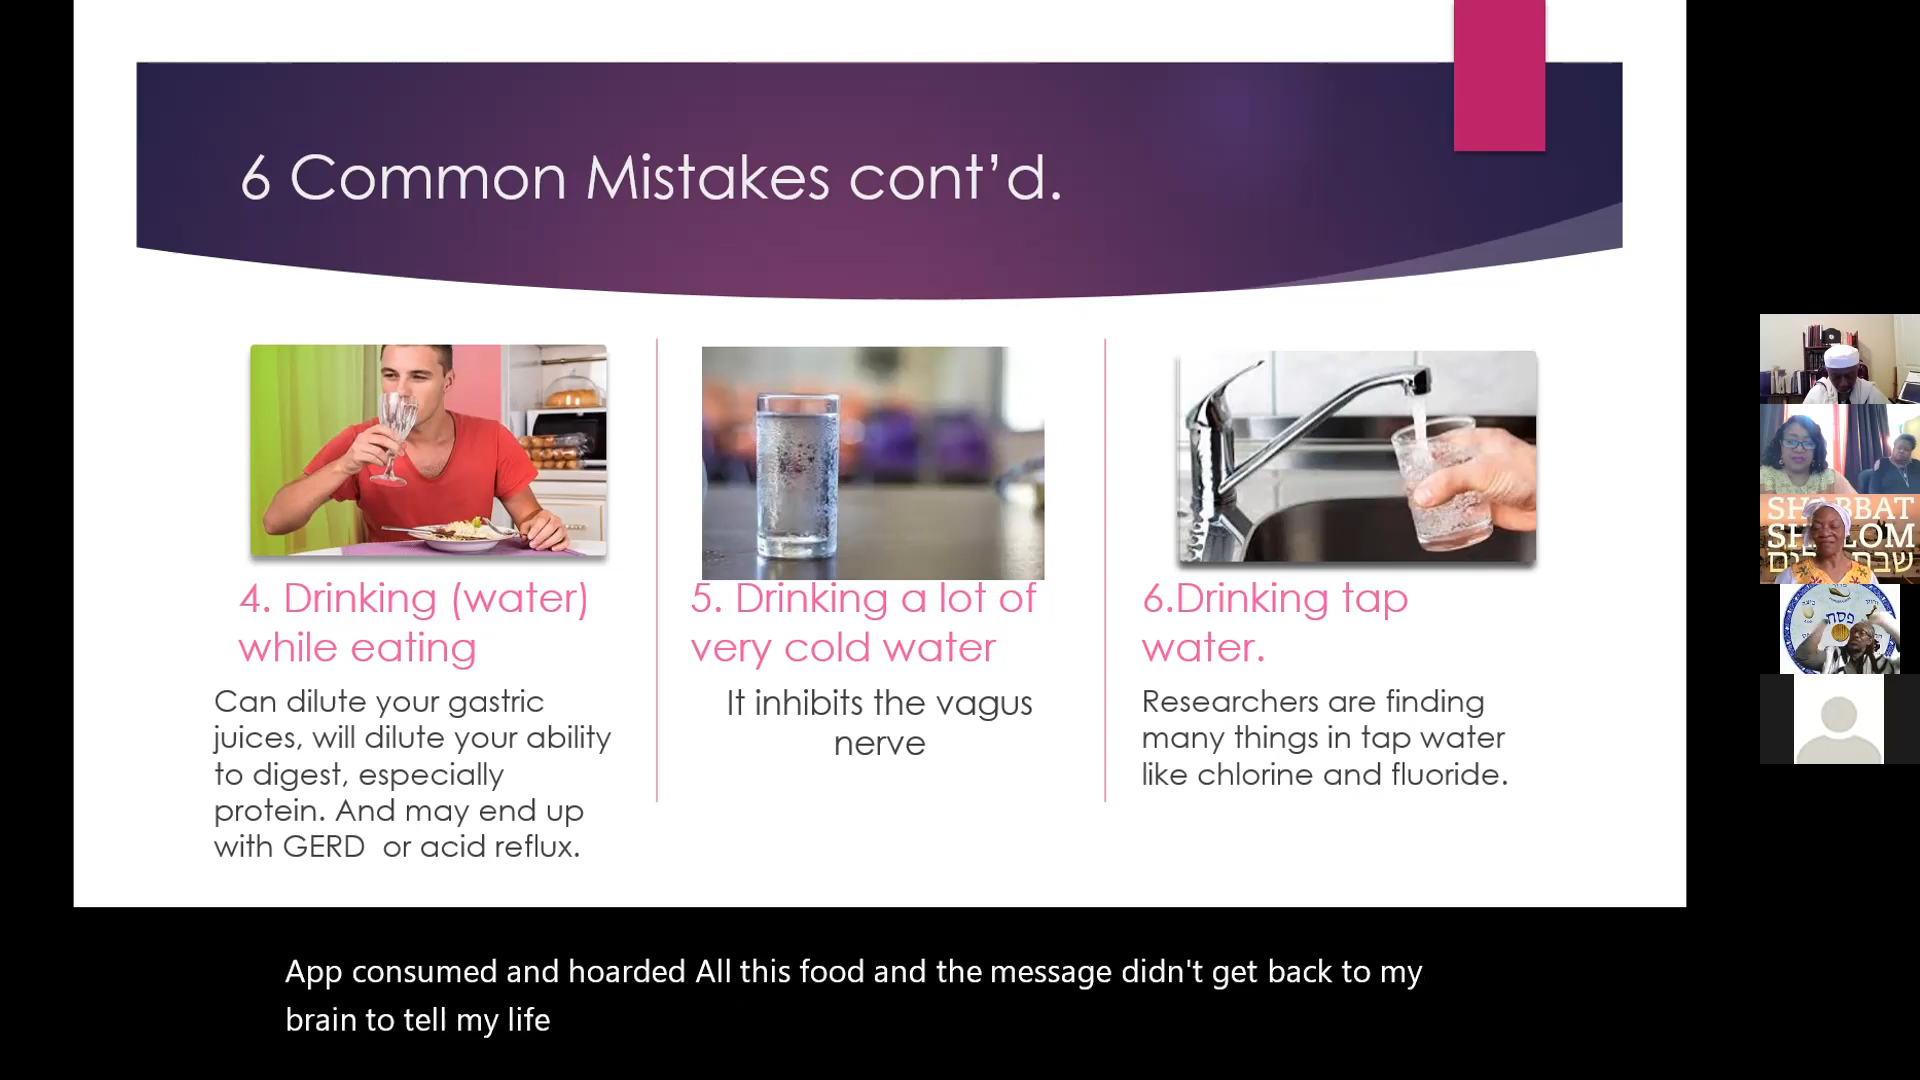 6 Common Mistakes cont’d.
4. Drinking (water)
while eating
Can dilute your gastric
juices, will dilute your ability
to digest, especially
protein. And may end up
with GERD or acid reflux.
5. Drinking a lot of
very cold water
It inhibits the vagus
nerve
6.Drinking tap
water.
Researchers are finding
many things in tap water
like chlorine and fluoride.
SHABBAT
פסח
App consumed and hoarded All this food and the message didn't get back to my
brain to tell my life